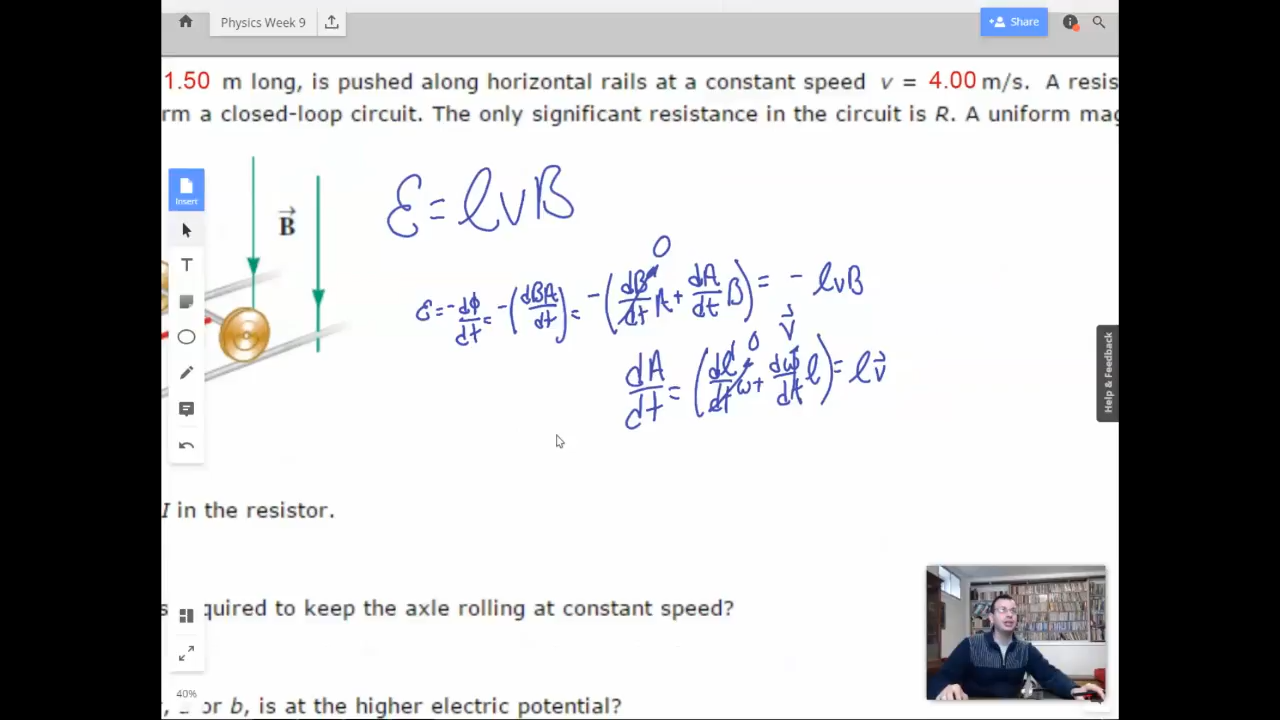 Physics Week 9
Share
1.50 m long, is pushed along horizontal rails at a constant speed v = 4.00 m/s. A resis
rm a closed-loop circuit. The only significant resistance in the circuit is R. A uniform mag
Insert
B⃗
T
ℰ = ℓvB
0
ℰ = -dΦ/dt = -(dBA/dt) = -(dB/dt A + dA/dt B) = -ℓvB
0 v⃗
dA/dt = (dℓ/dt w + dw/dt ℓ) = ℓv⃗
Help & Feedback
I in the resistor.
s required to keep the axle rolling at constant speed?
40%
or b, is at the higher electric potential?